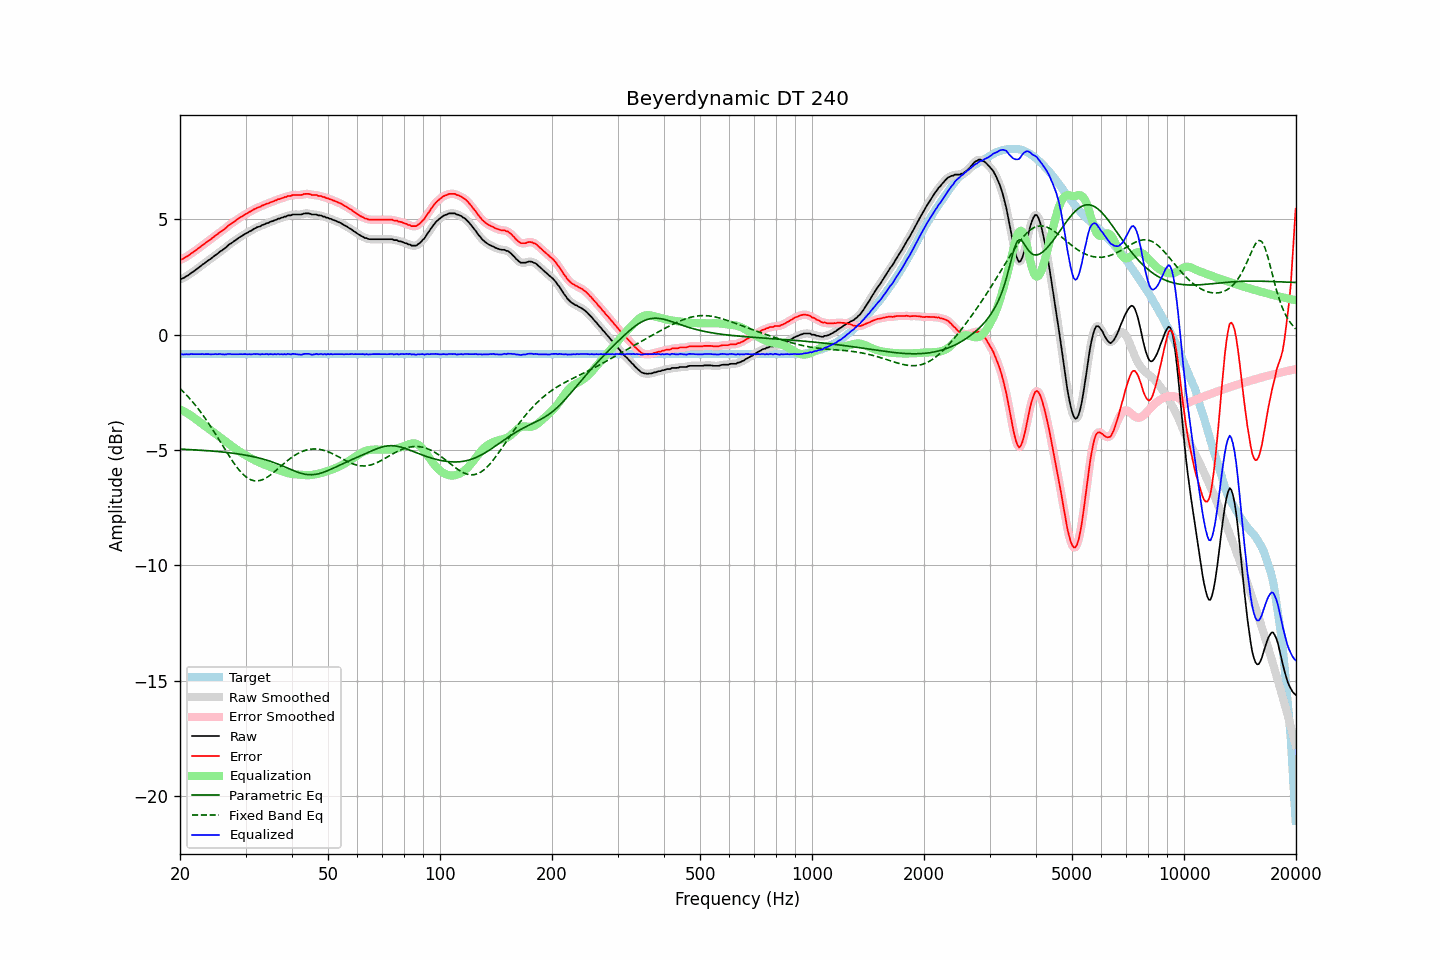 Beyerdynamic DT 240
Amplitude (dBr)
5
0
−5
−10
−15
−20
Target
Raw Smoothed
Error Smoothed
Raw
Error
Equalization
Parametric Eq
Fixed Band Eq
Equalized
20 50 100 200 500 1000 2000 5000 10000 20000
Frequency (Hz)